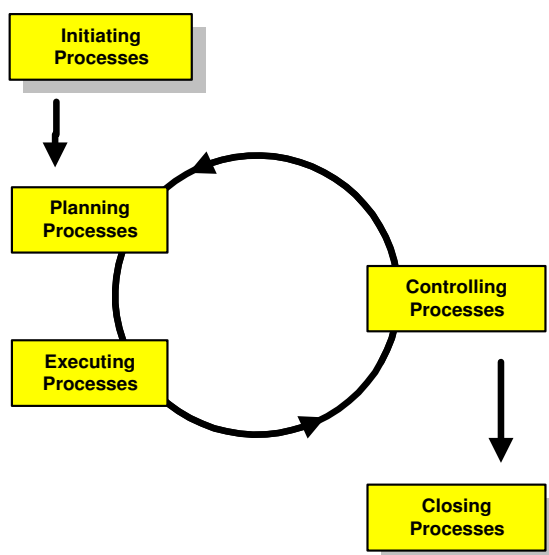 Initiating
Processes
Planning
Processes
Controlling
Processes
Executing
Processes
Closing
Processes